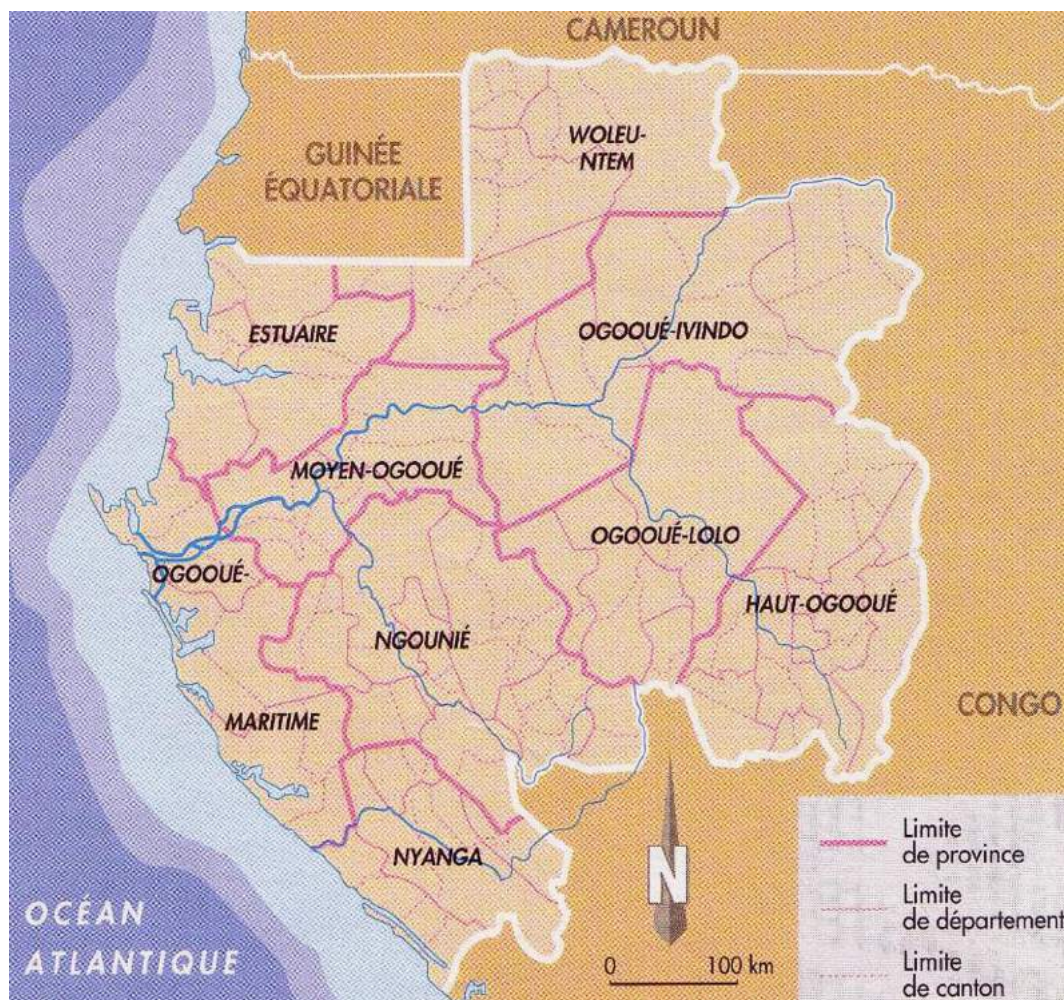 CAMEROUN
WOLEU-
NTEM
GUINÉE
ÉQUATORIALE
ESTUAIRE
OGOOUÉ-IVINDO
MOYEN-OGOOUÉ
OGOOUÉ-LOLO
OGOOUÉ-
HAUT-OGOOUÉ
NGOUNIÉ
MARITIME
CONGO
NYANGA
N
OCÉAN
ATLANTIQUE
0 100 km
Limite
de province
Limite
de département
Limite
de canton